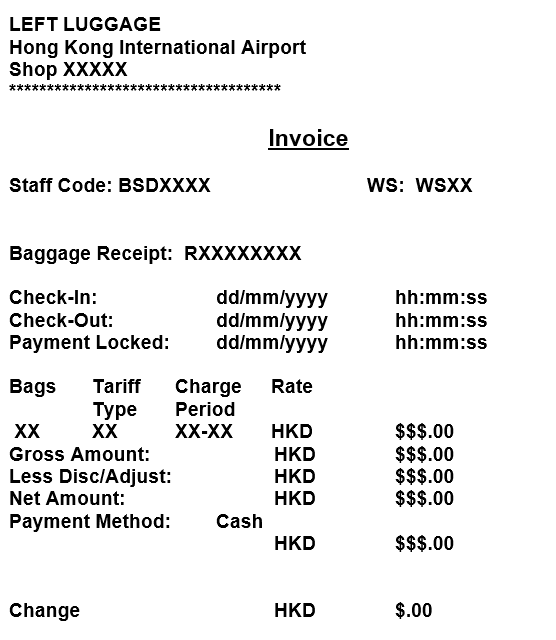 LEFT LUGGAGE
Hong Kong International Airport
Shop XXXXX
************************************
Invoice
Staff Code: BSDXXXX WS: WSXX
Baggage Receipt: RXXXXXXXX
Check-In: dd/mm/yyyy hh:mm:ss
Check-Out: dd/mm/yyyy hh:mm:ss
Payment Locked: dd/mm/yyyy hh:mm:ss
Bags Tariff Charge Rate
Type Period
XX XX XX-XX HKD $$$.00
Gross Amount: HKD $$$.00
Less Disc/Adjust: HKD $$$.00
Net Amount: HKD $$$.00
Payment Method: Cash
HKD $$$.00
Change HKD $.00